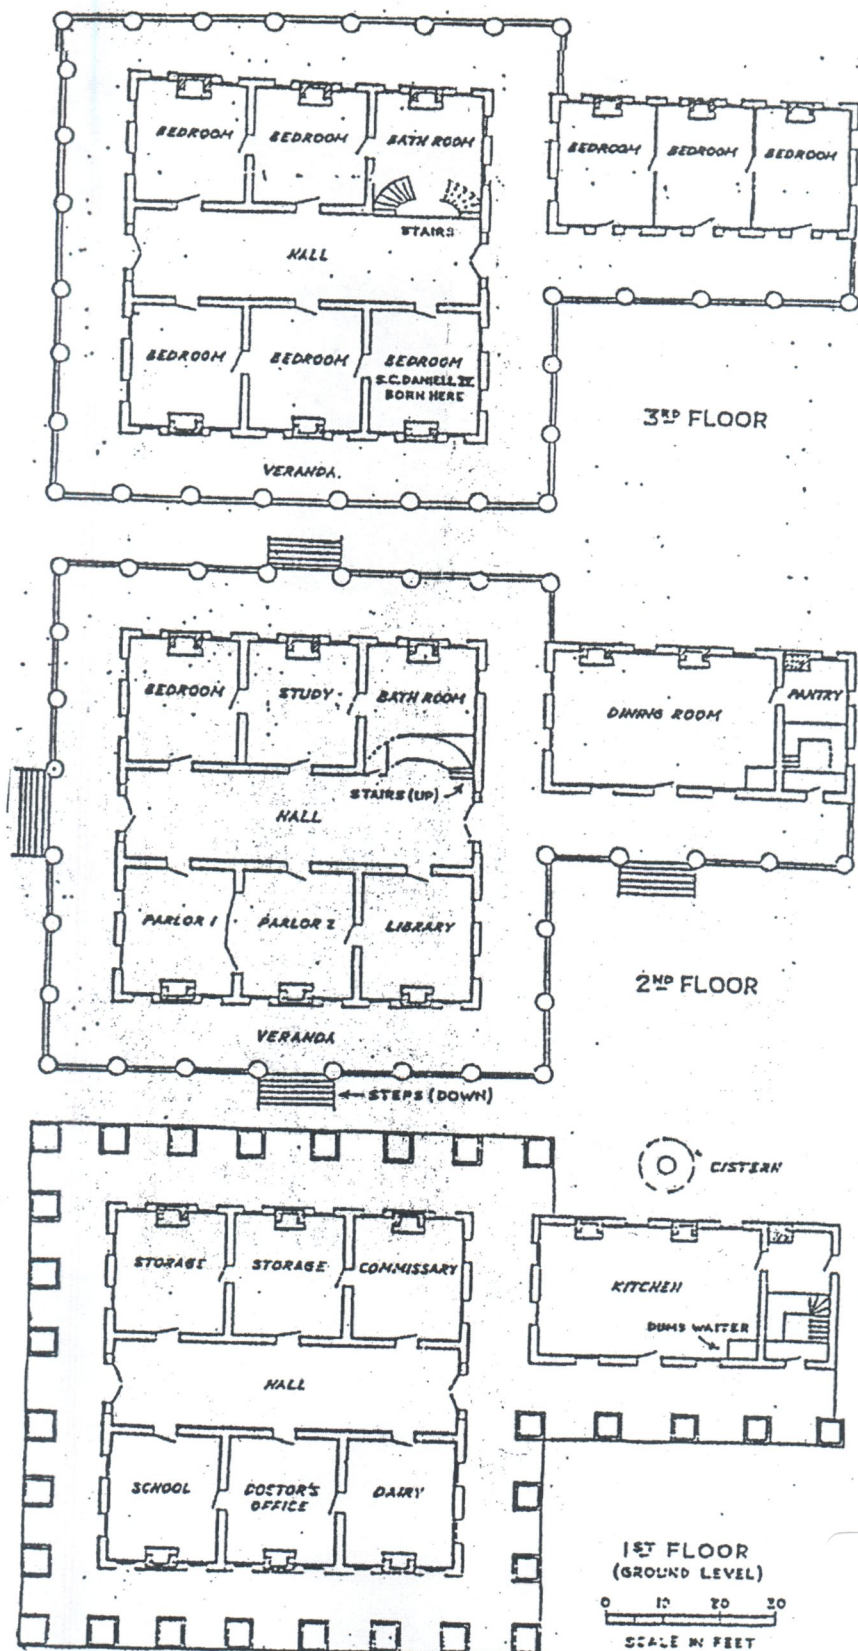 BEDROOM
BEDROOM
BATH ROOM
BEDROOM
BEDROOM
BEDROOM
STAIRS
HALL
BEDROOM
BEDROOM
BEDROOM
S.C. DANIELL IV
BORN HERE
3RD FLOOR
VERANDA
BEDROOM
STUDY
BATH ROOM
DINING ROOM
PANTRY
STAIRS (UP)
HALL
PARLOR 1
PARLOR 2
LIBRARY
2ND FLOOR
VERANDA
STEPS (DOWN)
CISTERN
STORAGE
STORAGE
COMMISSARY
KITCHEN
DUMB WAITER
HALL
SCHOOL
DOCTOR'S
OFFICE
DAIRY
1ST FLOOR
(GROUND LEVEL)
0 10 20 30
SCALE IN FEET